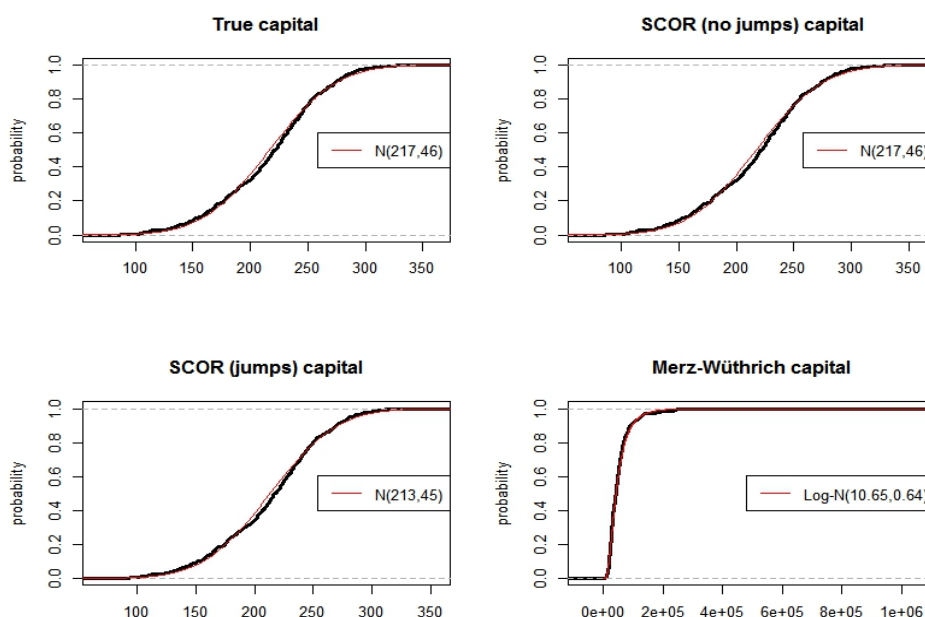 True capital
SCOR (no jumps) capital
probability
0.0 0.2 0.4 0.6 0.8 1.0
N(217,46)
100 150 200 250 300 350
probability
0.0 0.2 0.4 0.6 0.8 1.0
N(217,46)
100 150 200 250 300 350
SCOR (jumps) capital
Merz-Wüthrich capital
probability
0.0 0.2 0.4 0.6 0.8 1.0
N(213,45)
100 150 200 250 300 350
probability
0.0 0.2 0.4 0.6 0.8 1.0
Log-N(10.65,0.64)
0e+00 2e+05 4e+05 6e+05 8e+05 1e+06